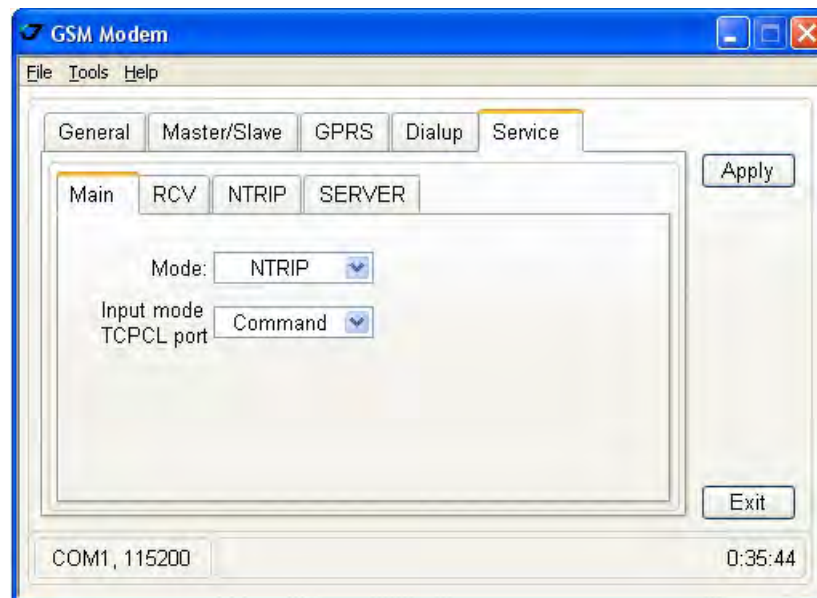 GSM Modem
File Tools Help
General Master/Slave GPRS Dialup Service
Apply
Main RCV NTRIP SERVER
Mode: NTRIP
Input mode
TCPCL port Command
Exit
COM1, 115200 0:35:44